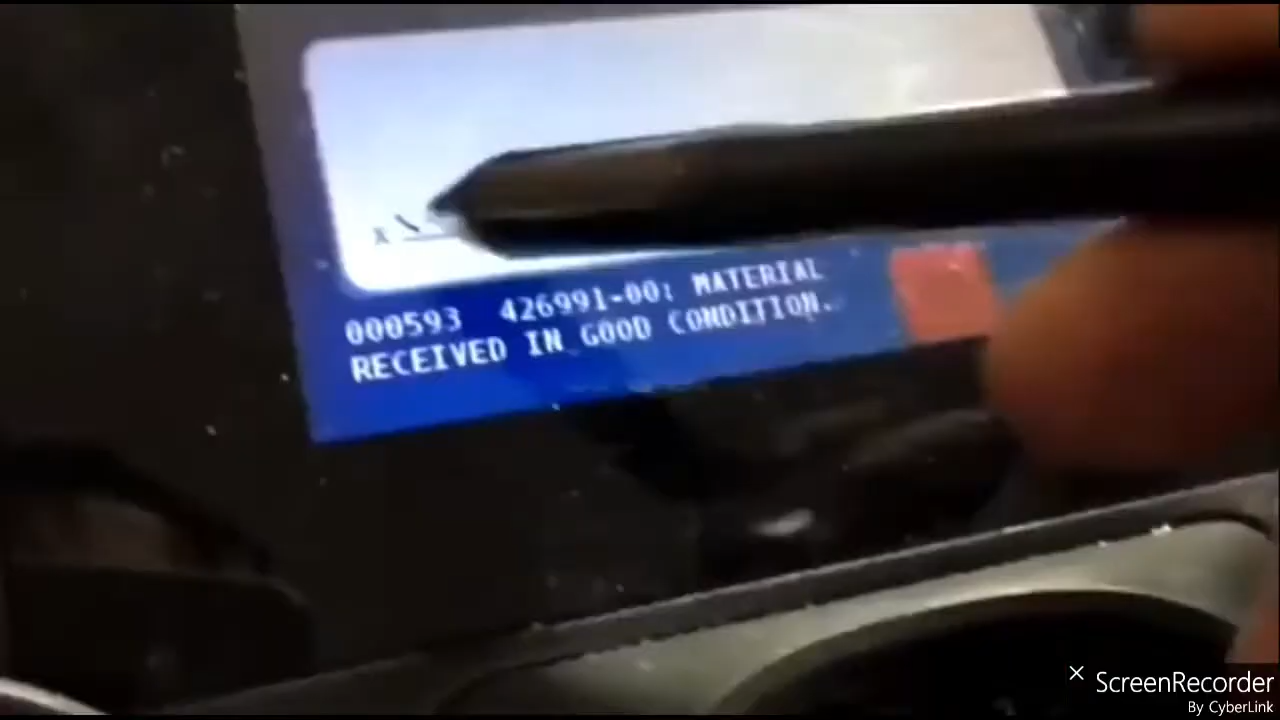 x
000593 426991-00: MATERIAL
RECEIVED IN GOOD CONDITION.
ScreenRecorder
By CyberLink